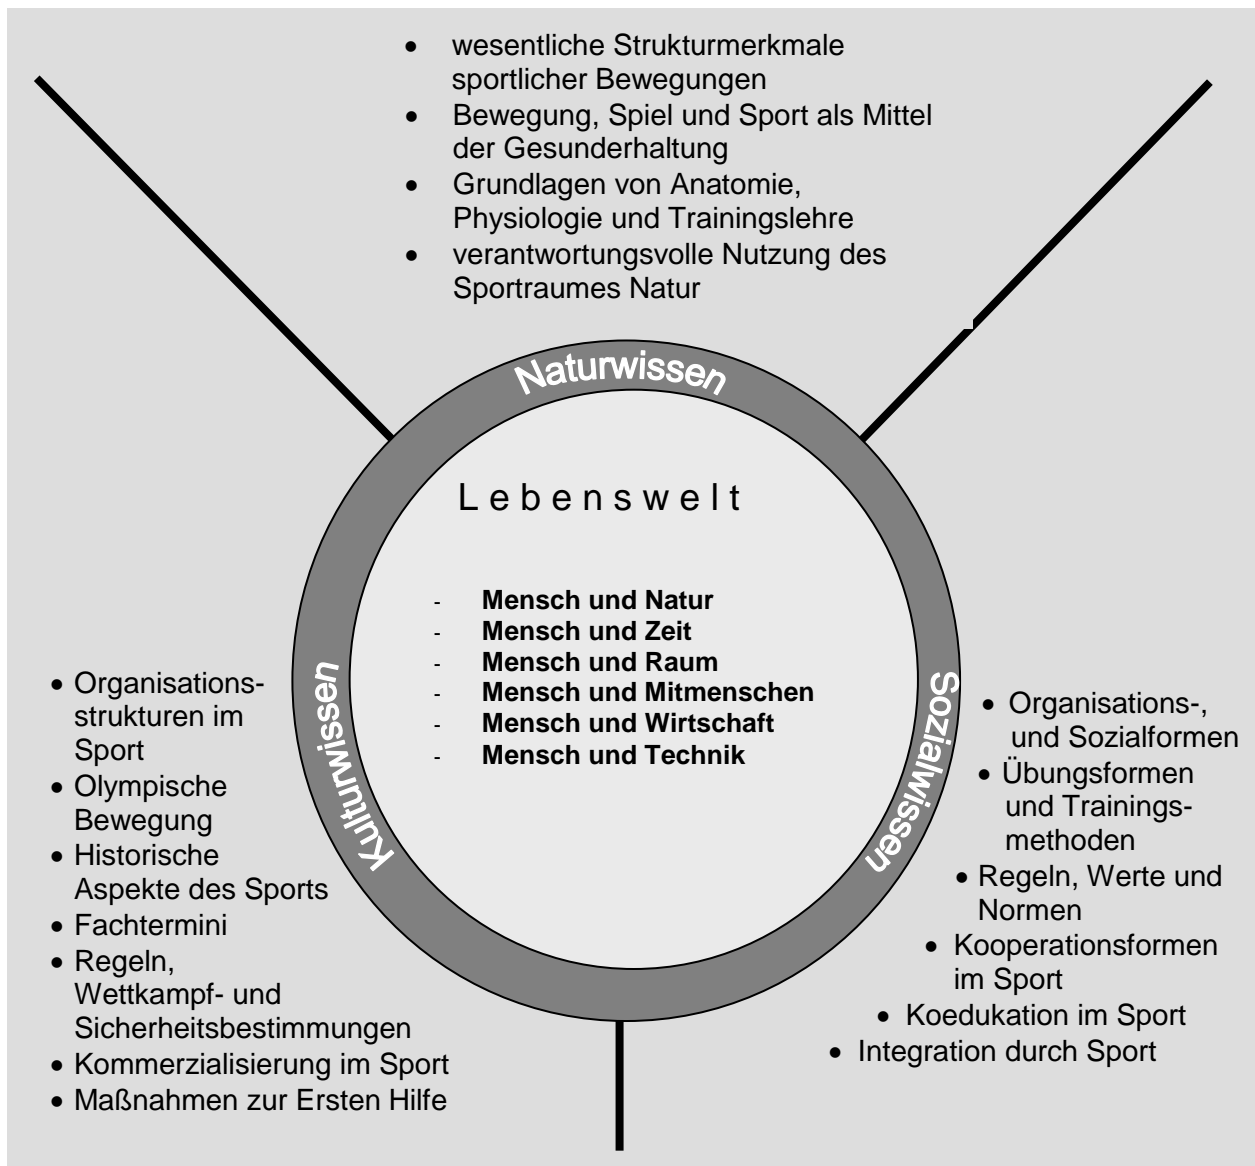 • wesentliche Strukturmerkmale
sportlicher Bewegungen
• Bewegung, Spiel und Sport als Mittel
der Gesunderhaltung
• Grundlagen von Anatomie,
Physiologie und Trainingslehre
• verantwortungsvolle Nutzung des
Sportraumes Natur
Naturwissen
Lebenswelt
- Mensch und Natur
- Mensch und Zeit
- Mensch und Raum
- Mensch und Mitmenschen
- Mensch und Wirtschaft
- Mensch und Technik
Kulturwissen
• Organisations-
strukturen im
Sport
• Olympische
Bewegung
• Historische
Aspekte des Sports
• Fachtermini
• Regeln,
Wettkampf- und
Sicherheitsbestimmungen
• Kommerzialisierung im Sport
• Maßnahmen zur Ersten Hilfe
Sozialwissen
• Organisations-,
und Sozialformen
• Übungsformen
und Trainings-
methoden
• Regeln, Werte und
Normen
• Kooperationsformen
im Sport
• Koedukation im Sport
• Integration durch Sport